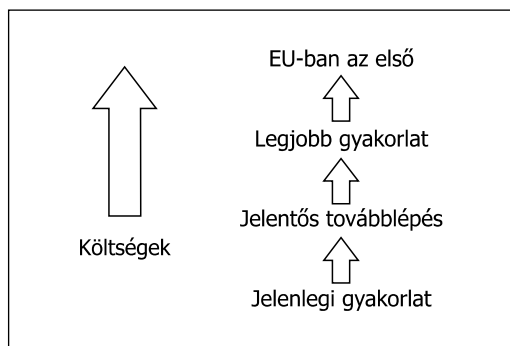 EU-ban az első
Legjobb gyakorlat
Jelentős továbblépés
Költségek
Jelenlegi gyakorlat